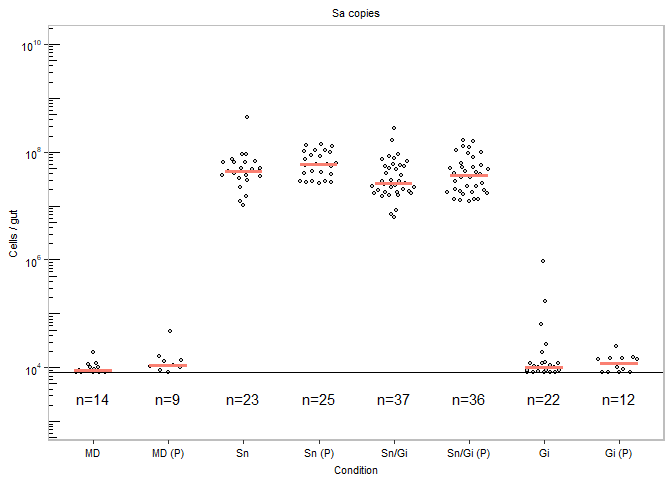 Sa copies
10^10
10^8
10^6
10^4
Cells / gut
n=14 n=9 n=23 n=25 n=37 n=36 n=22 n=12
MD MD (P) Sn Sn (P) Sn/Gi Sn/Gi (P) Gi Gi (P)
Condition